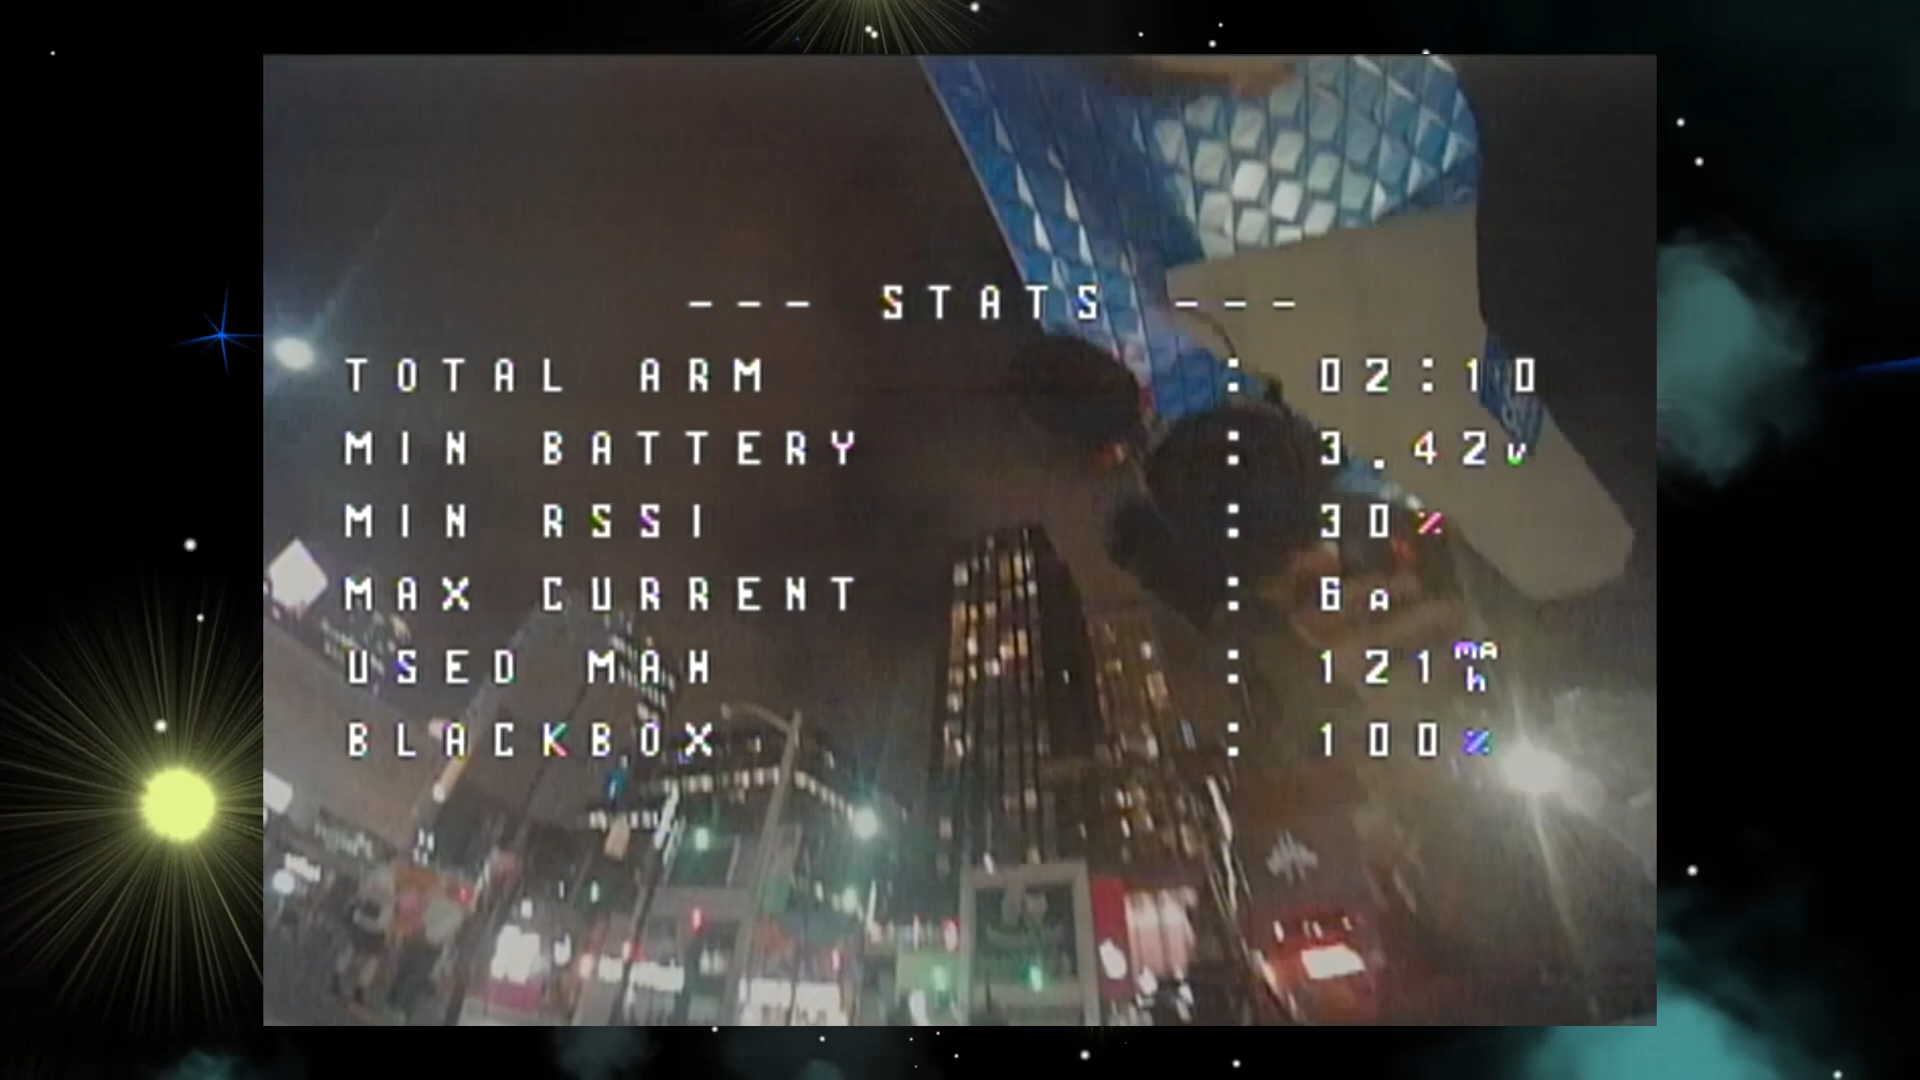 --- STATS ---
TOTAL ARM : 02:10
MIN BATTERY : 3.42v
MIN RSSI : 30%
MAX CURRENT : 6A
USED MAH : 121mAh
BLACKBOX : 100%